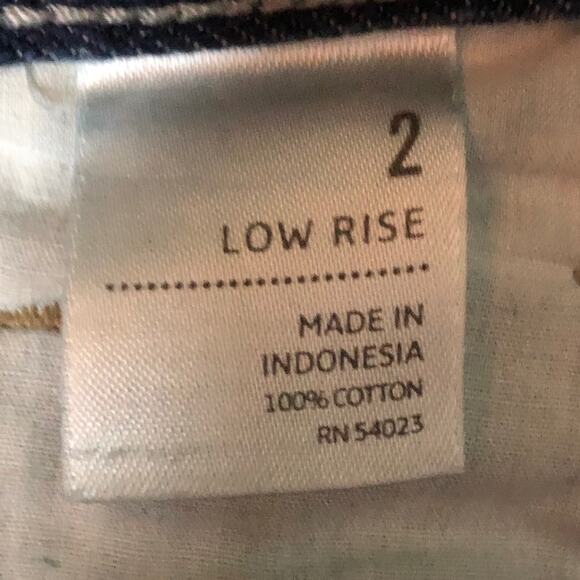 2
LOW RISE
MADE IN
INDONESIA
100% COTTON
RN 54023